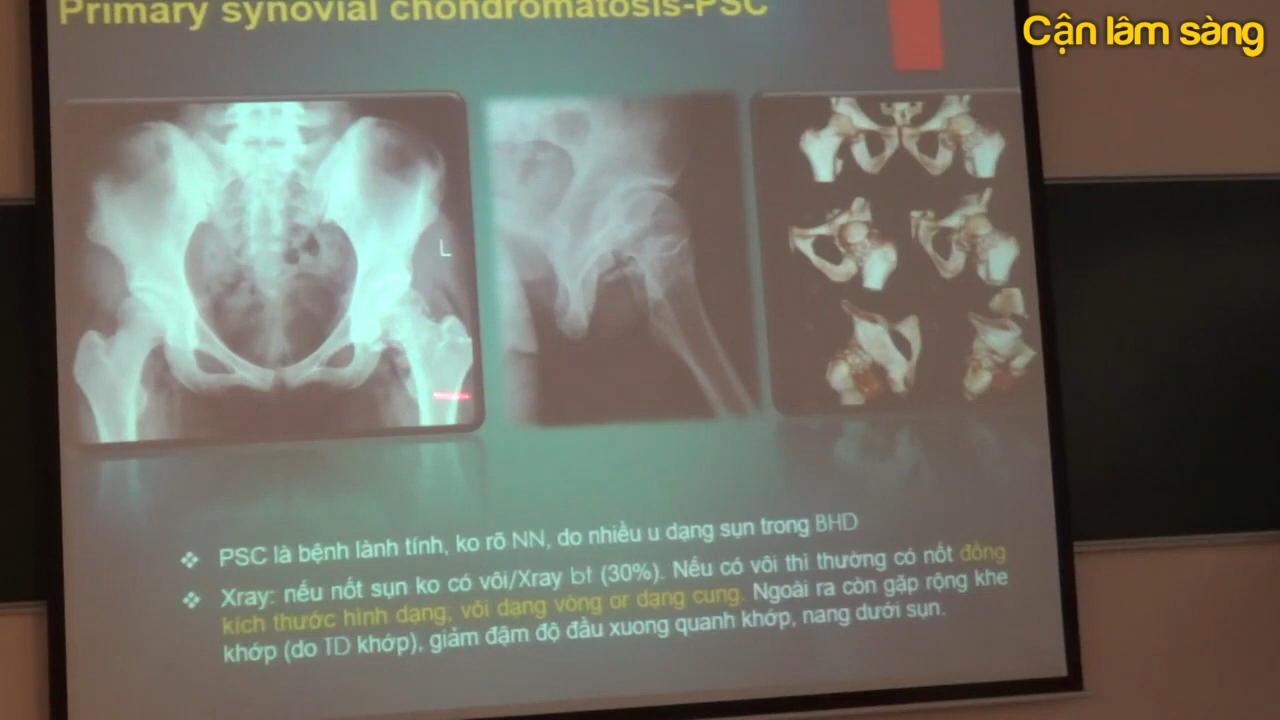 Primary synovial chondromatosis-PSC
Cận lâm sàng
L
❖ PSC là bệnh lành tính, ko rõ NN, do nhiều u dạng sụn trong BHD
❖ Xray: nếu nốt sụn ko có vôi/Xray bt (30%). Nếu có vôi thì thường có nốt đồng
kích thước hình dạng, vôi dạng vòng or dạng cung. Ngoài ra còn gặp rộng khe
khớp (do TD khớp), giảm đậm độ đầu xuong quanh khớp, nang dưới sụn.